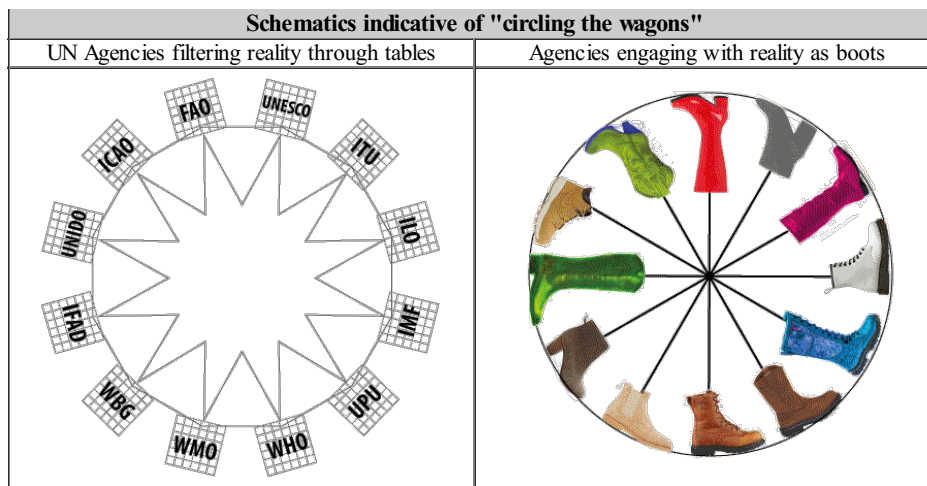 Schematics indicative of "circling the wagons"
UN Agencies filtering reality through tables
Agencies engaging with reality as boots
FAO
UNESCO
ICAO
ITU
UNIDO
ILO
IFAD
IMF
WBG
UPU
WMO
WHO